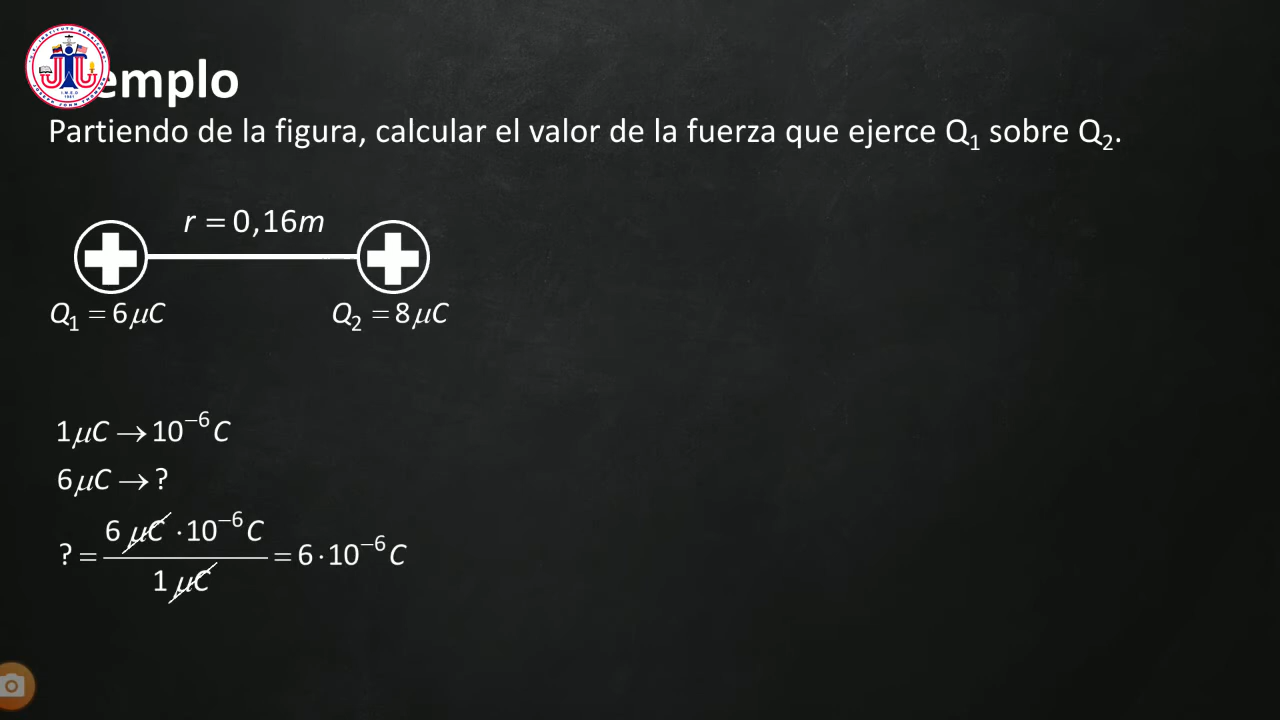 emplo
Partiendo de la figura, calcular el valor de la fuerza que ejerce Q₁ sobre Q₂.
r = 0,16m
Q₁ = 6μC
Q₂ = 8μC
1μC → 10⁻⁶ C
6μC → ?
? = 6 μC · 10⁻⁶ C / 1 μC = 6 · 10⁻⁶ C